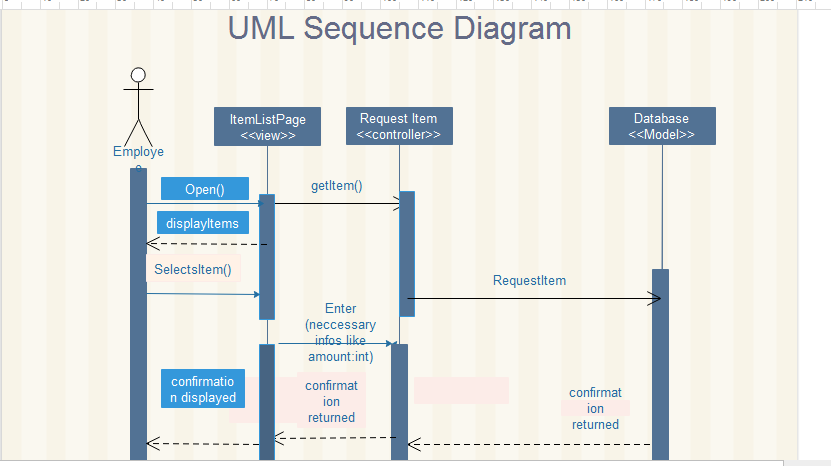 UML Sequence Diagram
ItemListPage
<<view>>
Request Item
<<controller>>
Database
<<Model>>
Employe
e
Open()
getItem()
displayItems
SelectsItem()
RequestItem
Enter
(neccessary
infos like
amount:int)
confirmatio
n displayed
confirmat
ion
returned
confirmat
ion
returned